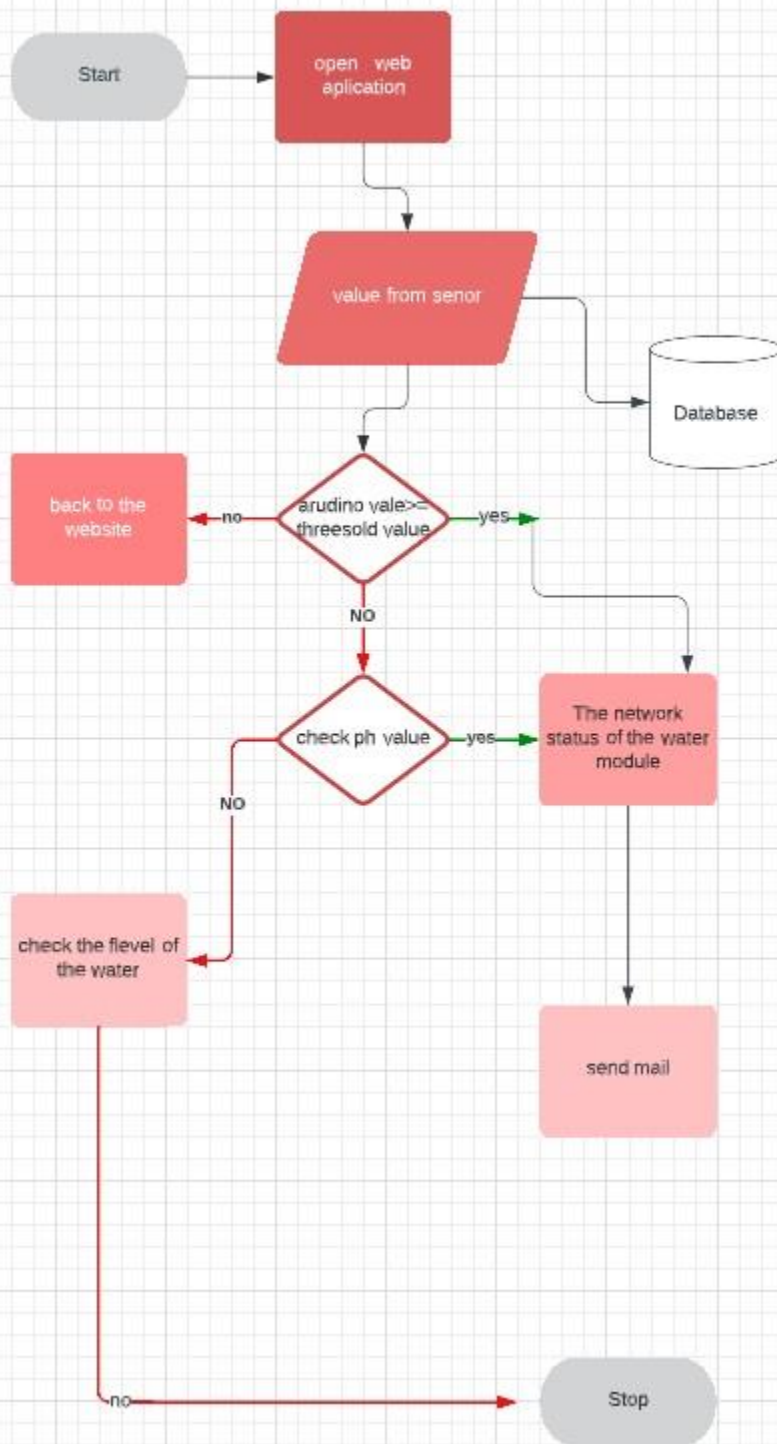 Start
open web
aplication
value from senor
Database
back to the
website
no
arudino vale>=
threesold value
yes
NO
check ph value
yes
The network
status of the water
module
NO
check the flevel of
the water
send mail
no
Stop